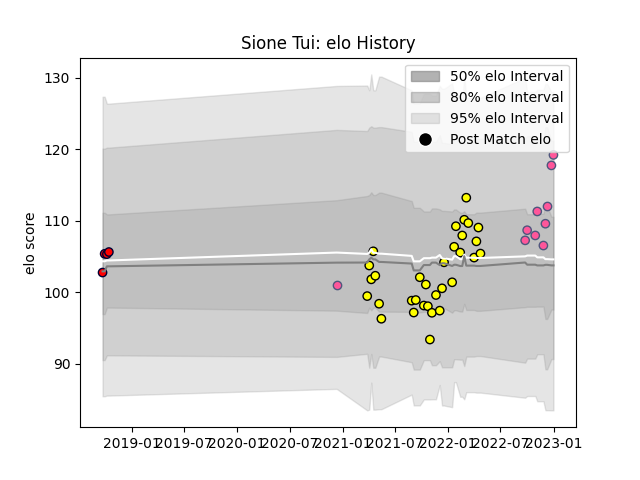 Sione Tui: elo History
50% elo Interval
80% elo Interval
95% elo Interval
Post Match elo
elo score
130
120
110
100
90
2019-01
2019-07
2020-01
2020-07
2021-01
2021-07
2022-01
2022-07
2023-01